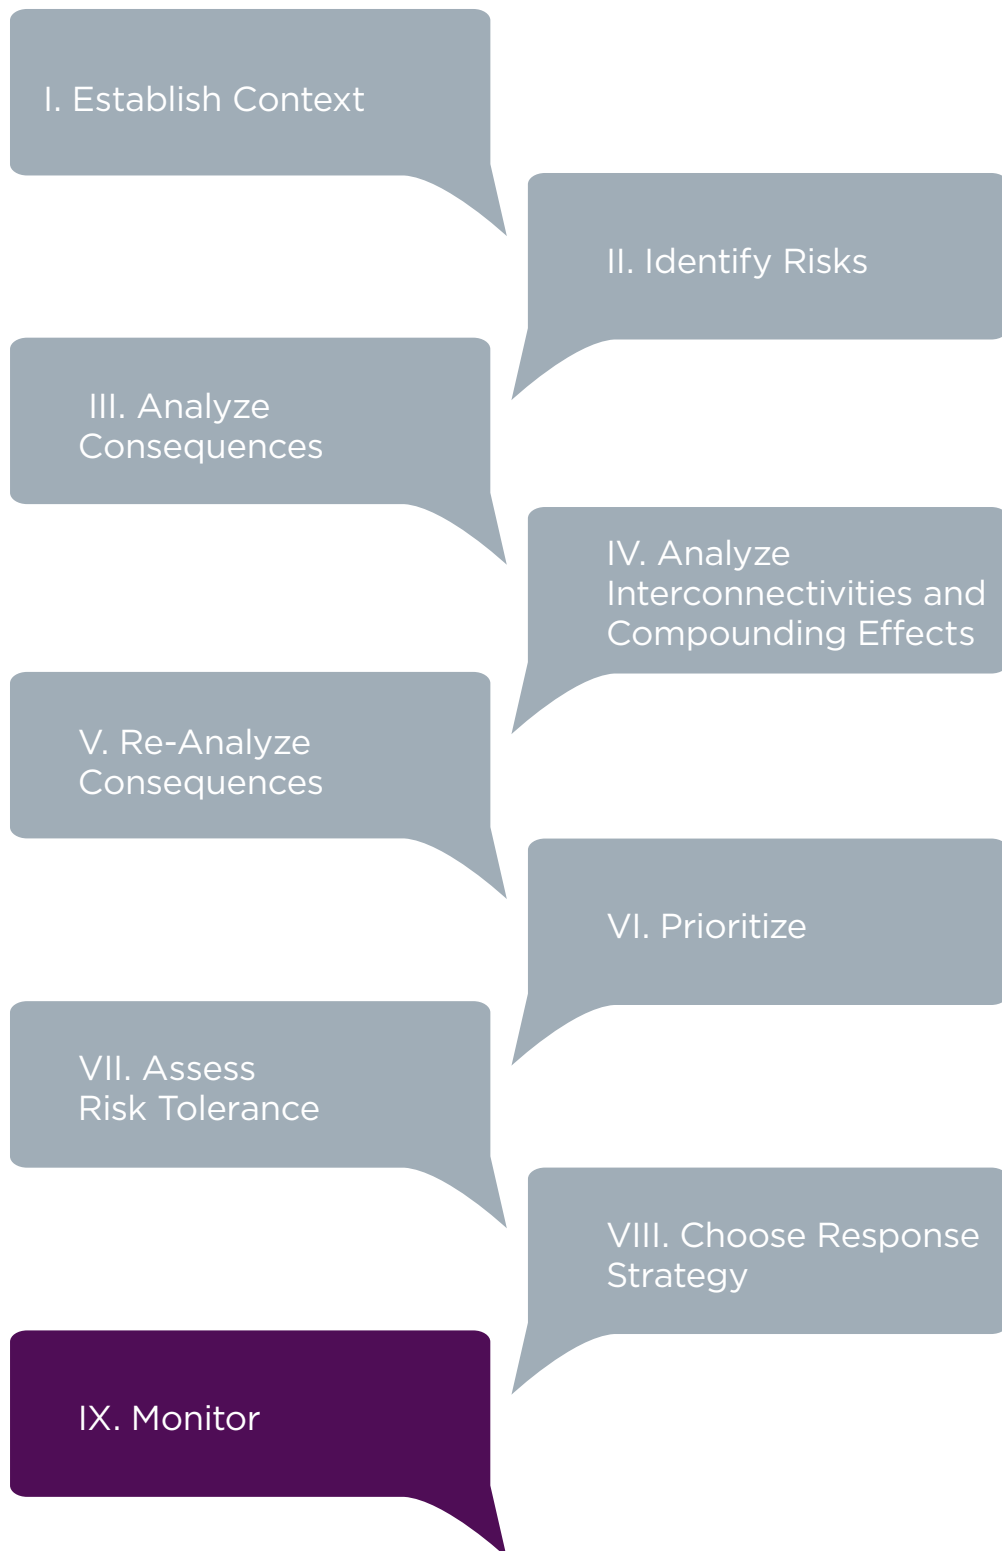 I. Establish Context
II. Identify Risks
III. Analyze
Consequences
IV. Analyze
Interconnectivities and
Compounding Effects
V. Re-Analyze
Consequences
VI. Prioritize
VII. Assess
Risk Tolerance
VIII. Choose Response
Strategy
IX. Monitor